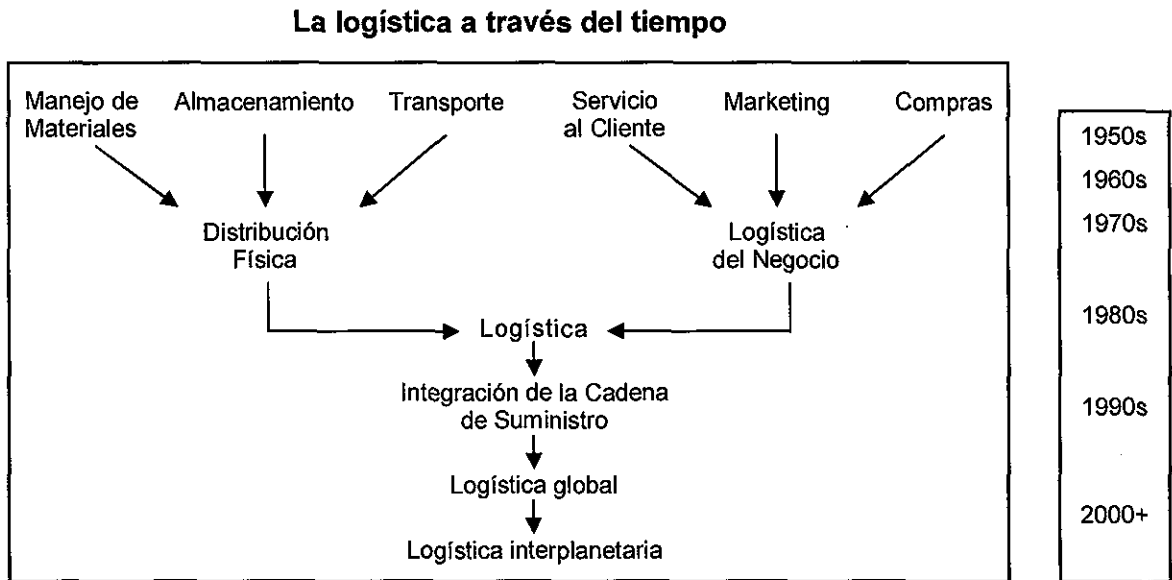 La logística a través del tiempo
Manejo de
Materiales
Almacenamiento
Transporte
Servicio
al Cliente
Marketing
Compras
Distribución
Física
Logística
del Negocio
Logística
Integración de la Cadena
de Suministro
Logística global
Logística interplanetaria
1950s
1960s
1970s
1980s
1990s
2000+